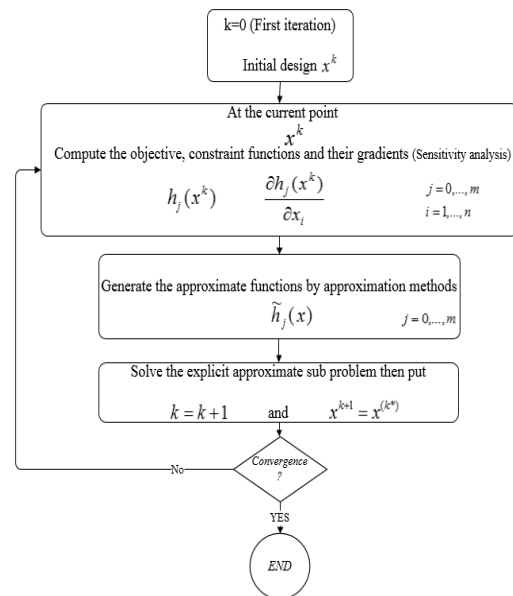 k=0 (First iteration)
Initial design x^k
At the current point
x^k
Compute the objective, constraint functions and their gradients (Sensitivity analysis)
h_j(x^k) ∂h_j(x^k)/∂x_i j=0,...,m
i=1,...,n
Generate the approximate functions by approximation methods
h̃_j(x) j=0,...,m
Solve the explicit approximate sub problem then put
k=k+1 and x^{k+1}=x^{(k*)}
Convergence
?
No
YES
END